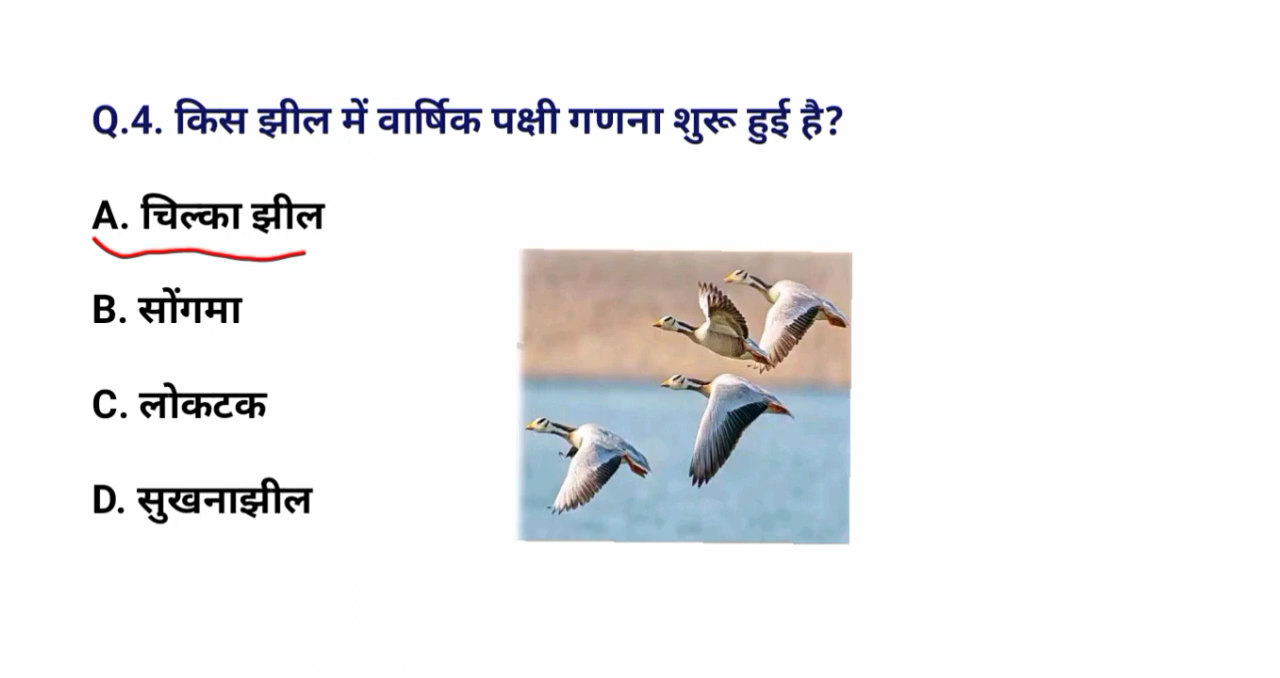 Q.4. किस झील में वार्षिक पक्षी गणना शुरू हुई है?
A. चिल्का झील
B. सोंगमा
C. लोकटक
D. सुखनाझील